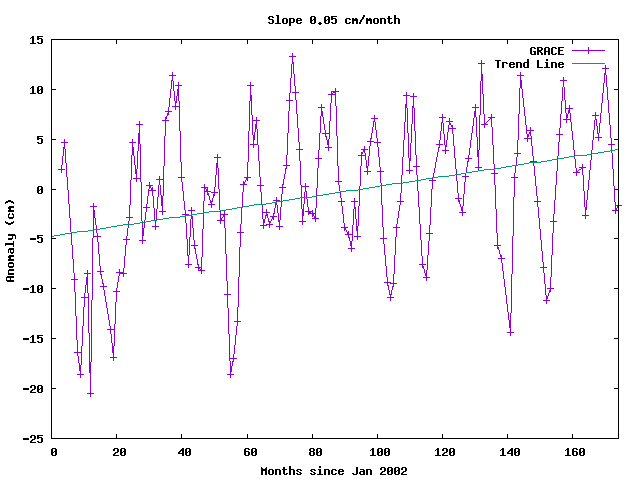 Slope 0.05 cm/month
15
10
5
0
-5
-10
-15
-20
-25
Anomaly (cm)
GRACE
Trend Line
0 20 40 60 80 100 120 140 160
Months since Jan 2002